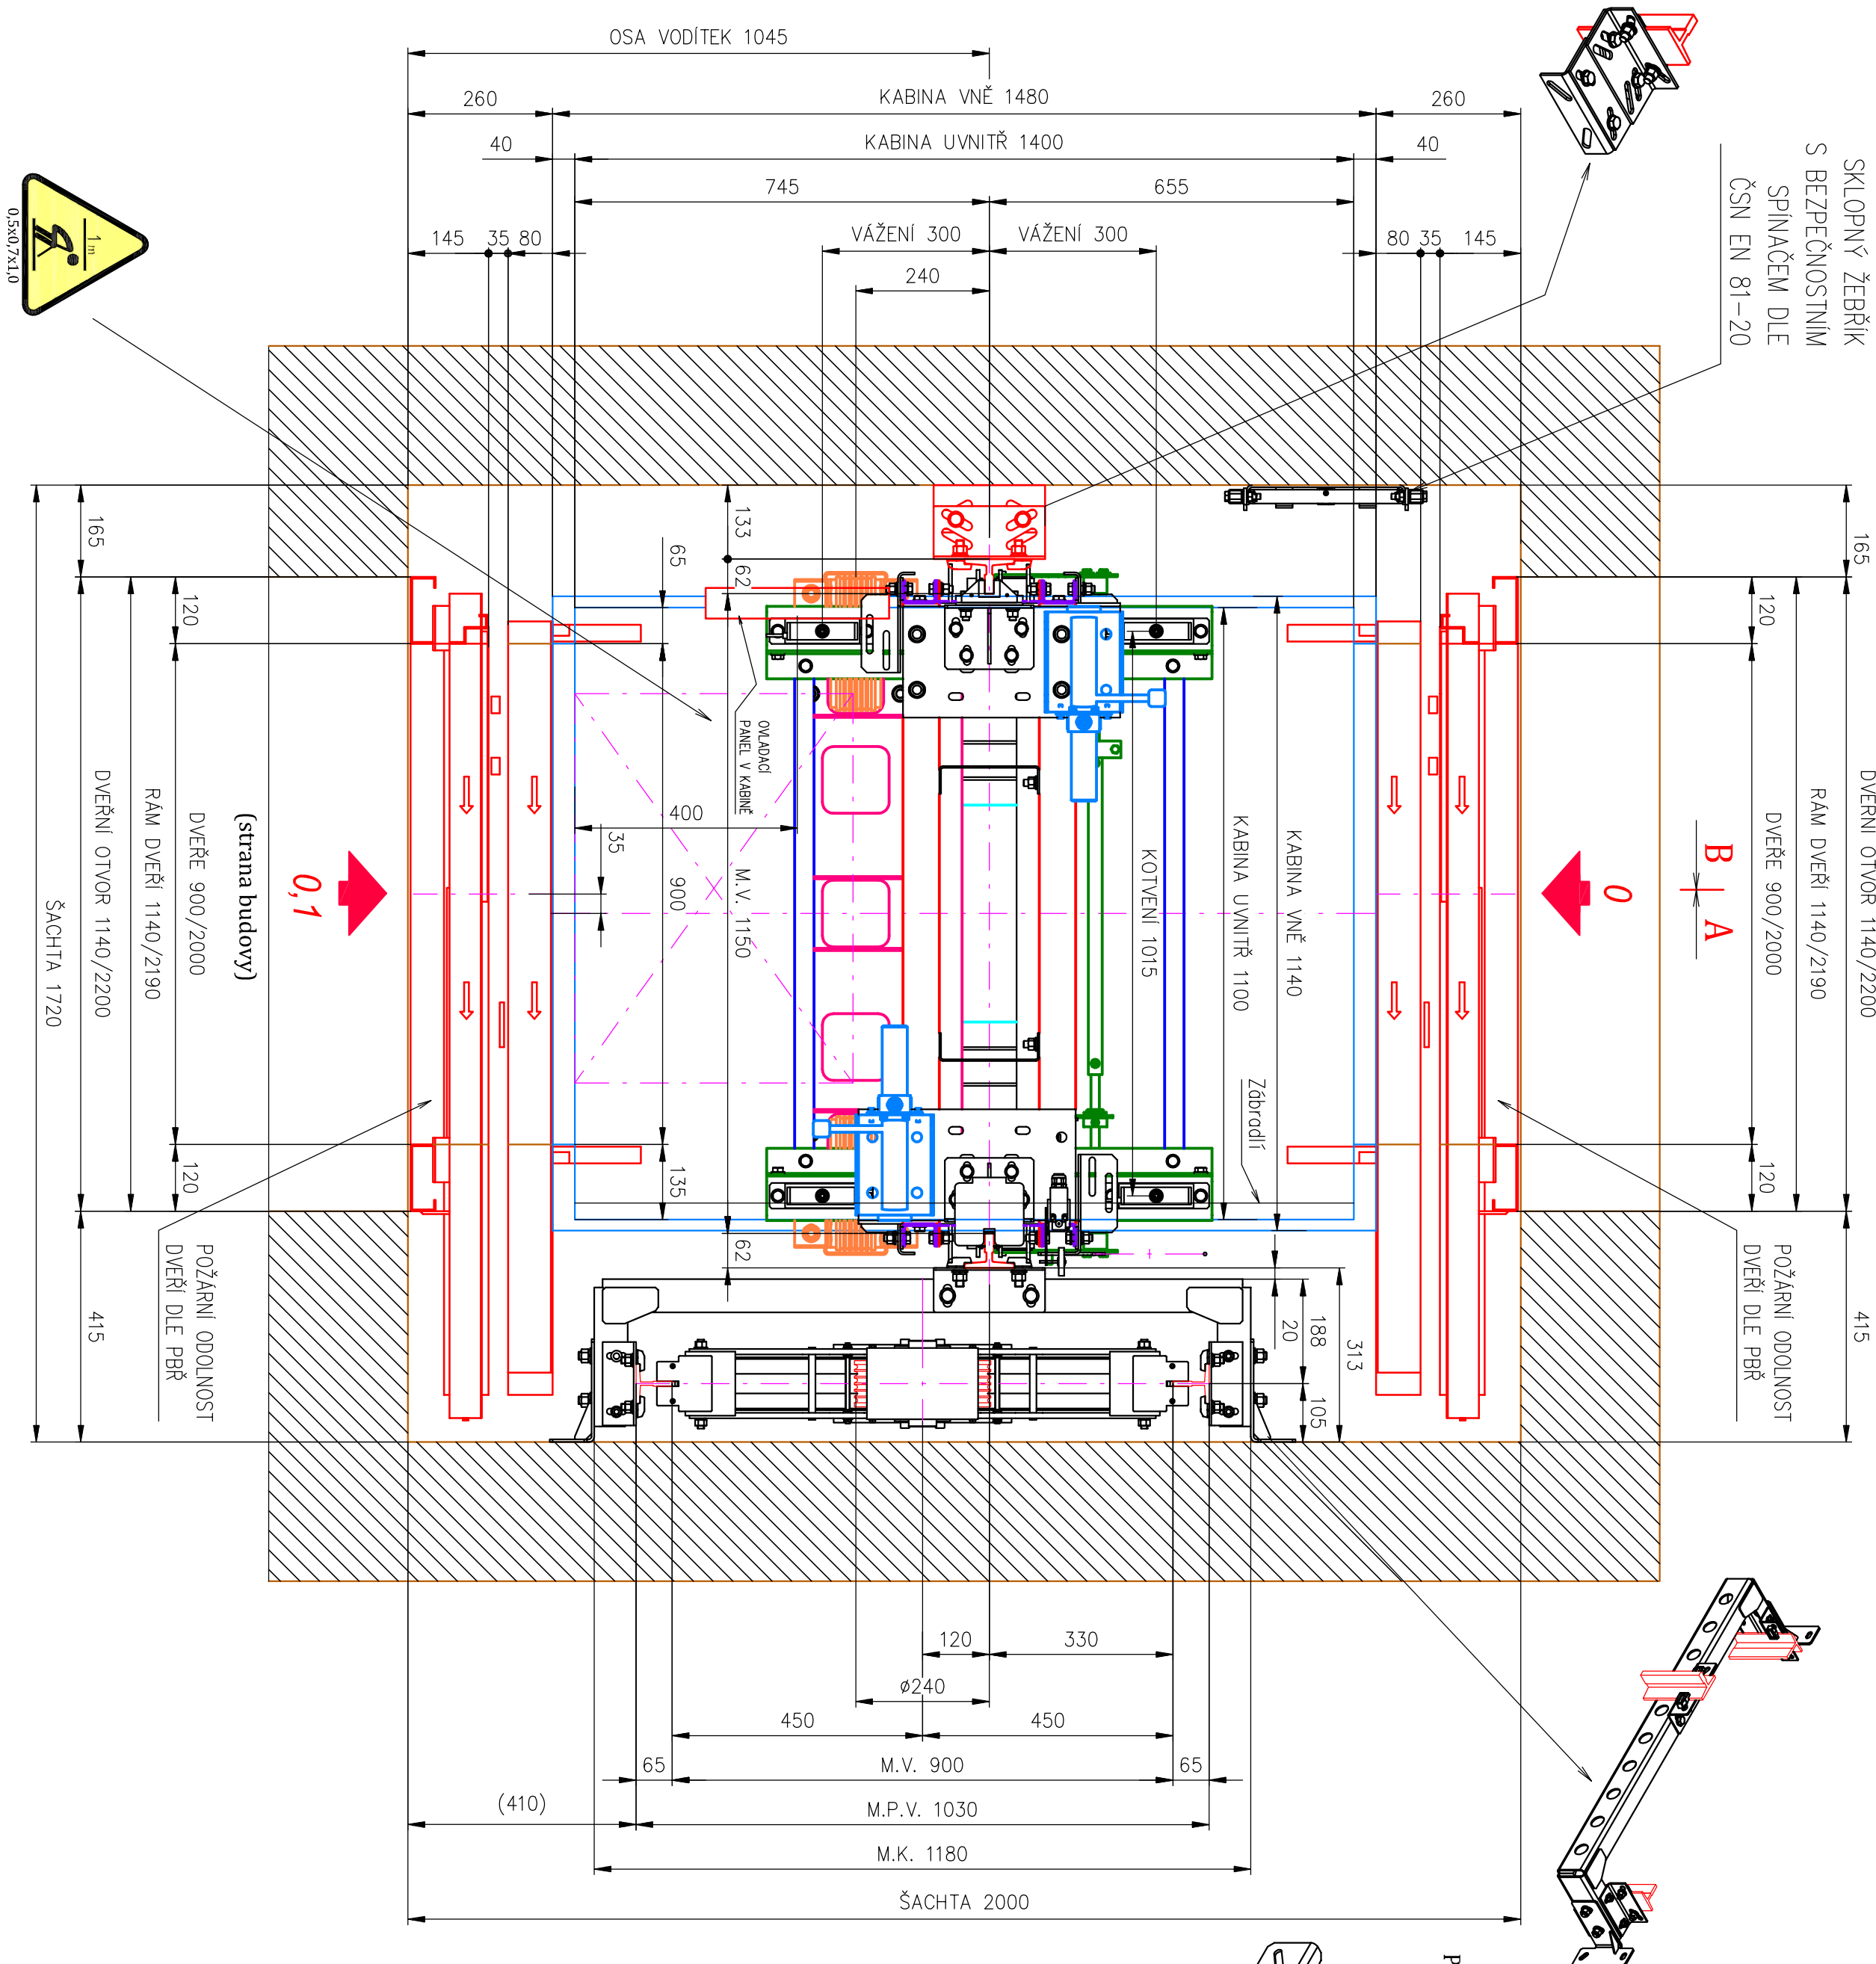 OSA VODÍTEK 1045
260
KABINA VNĚ 1480
260
40
KABINA UVNITŘ 1400
40
745
655
VÁŽENÍ 300
VÁŽENÍ 300
145
35
80
80
35
145
240
SKLOPNÝ ŽEBŘÍK
S BEZPEČNOSTNÍM
SPÍNAČEM DLE
ČSN EN 81-20
1 m
0,5x0,7x1,0
165
DVEŘNÍ OTVOR 1140/2200
415
RÁM DVEŘÍ 1140/2190
120
DVEŘE 900/2000
120
B
A
0
POŽÁRNÍ ODOLNOST
DVEŘÍ DLE PBŘ
133
62
M.V. 1150
62
65
900
135
OVLADACÍ
PANEL V KABINĚ
400
35
KOTVENÍ 1015
KABINA UVNITŘ 1100
KABINA VNĚ 1140
Zábradlí
188
20
313
105
0,1
(strana budovy)
120
DVEŘE 900/2000
120
RÁM DVEŘÍ 1140/2190
165
DVEŘNÍ OTVOR 1140/2200
415
ŠACHTA 1720
POŽÁRNÍ ODOLNOST
DVEŘÍ DLE PBŘ
120
330
ø240
450
450
65
M.V. 900
65
(410)
M.P.V. 1030
M.K. 1180
ŠACHTA 2000